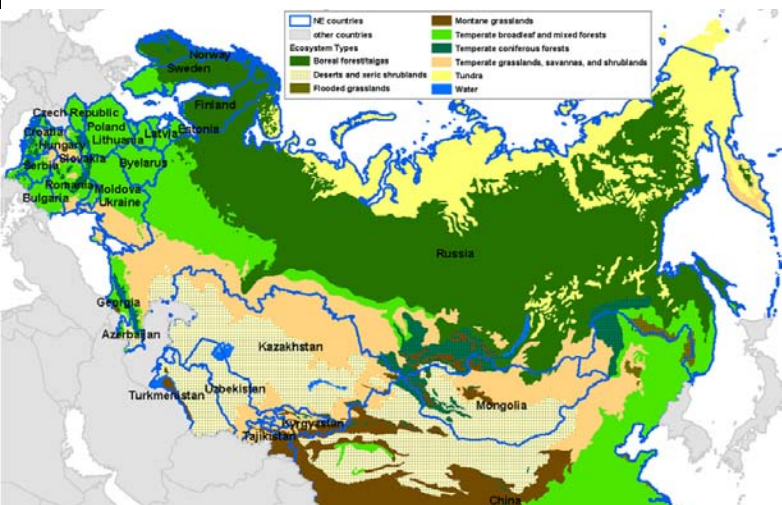 NE countries
other countries
Ecosystem Types
Boreal forest/taigas
Deserts and xeric shrublands
Flooded grasslands
Montane grasslands
Temperate broadleaf and mixed forests
Temperate coniferous forests
Temperate grasslands, savannas, and shrublands
Tundra
Water
Norway
Sweden
Finland
Estonia
Latvia
Lithuania
Czech Republic
Poland
Croatia
Hungary
Slovakia
Byelarus
Serbia
Romania
Moldova
Ukraine
Bulgaria
Russia
Georgia
Azerbaijan
Kazakhstan
Uzbekistan
Turkmenistan
Kyrgyzstan
Tajikistan
Mongolia
China